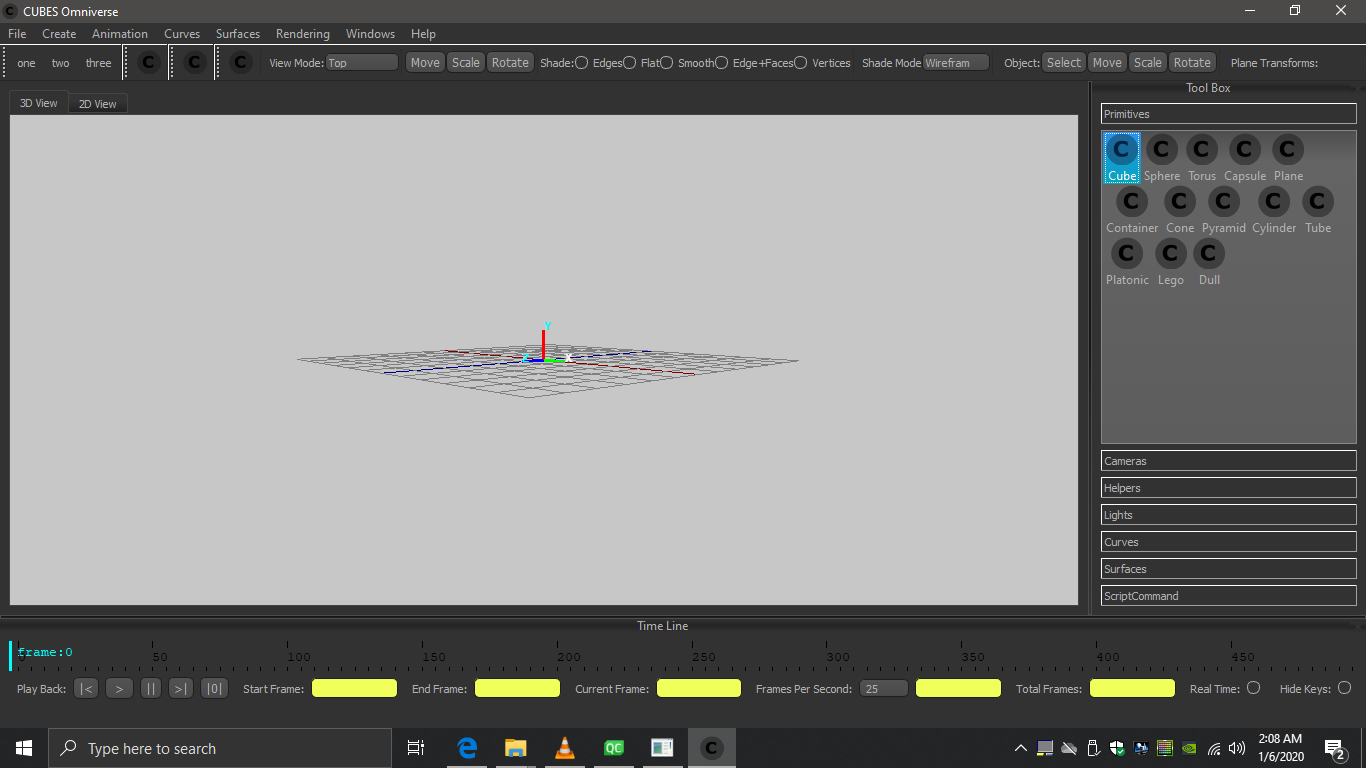 C CUBES Omniverse
File Create Animation Curves Surfaces Rendering Windows Help
one two three C C C View Mode: Top Move Scale Rotate Shade: Edges Flat Smooth Edge+Faces Vertices Shade Mode Wirefram Object: Select Move Scale Rotate Plane Transforms:
3D View 2D View
Y
Tool Box
Primitives
C C C C C
Cube Sphere Torus Capsule Plane
C C C C C
Container Cone Pyramid Cylinder Tube
C C C
Platonic Lego Dull
Cameras
Helpers
Lights
Curves
Surfaces
ScriptCommand
Time Line
frame:0
50 100 150 200 250 300 350 400 450
Play Back: |< > || >| |0| Start Frame: End Frame: Current Frame: Frames Per Second: 25 Total Frames: Real Time: Hide Keys:
Type here to search
QC
C
2:08 AM
1/6/2020
2